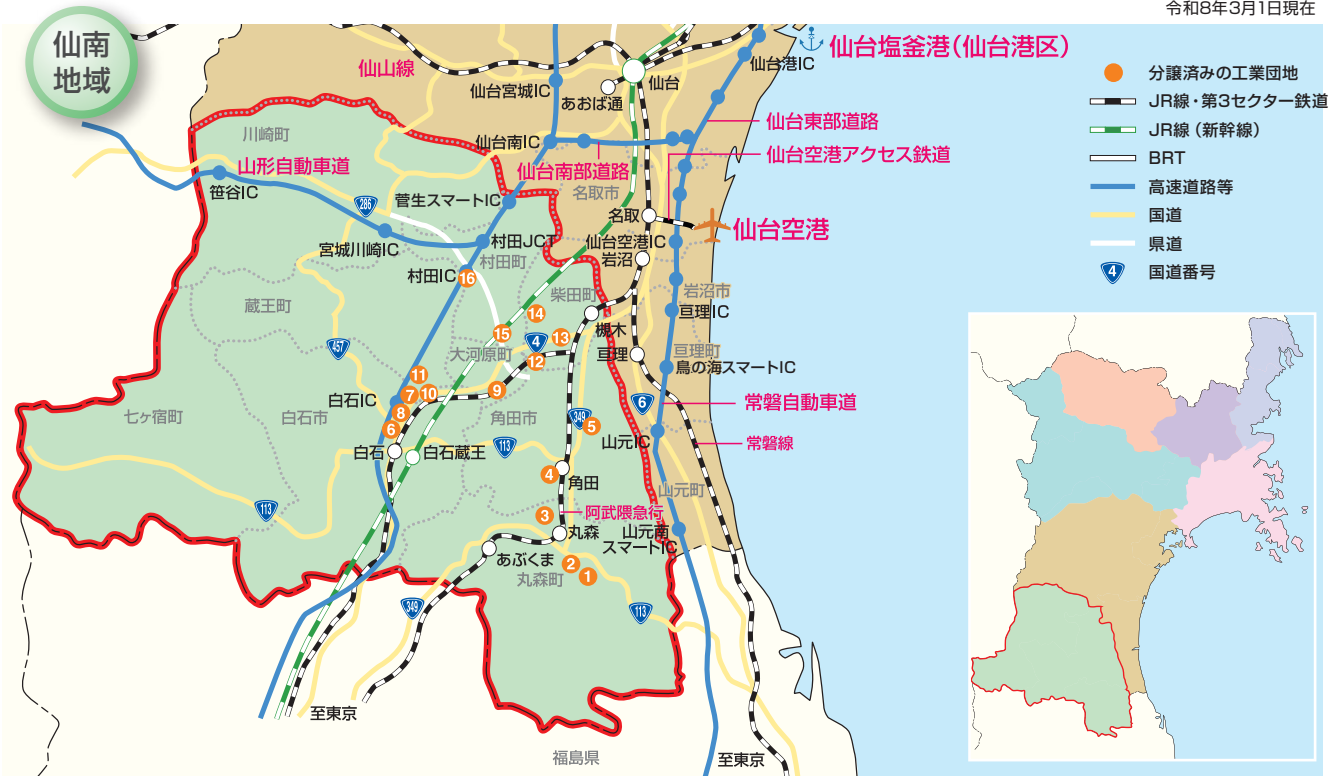 令和8年3月1日現在
仙南
地域
仙台塩釜港(仙台港区)
仙山線
仙台港IC
仙台
仙台宮城IC
あおば通
川崎町
仙台南IC
仙台東部道路
山形自動車道
仙台南部道路
仙台空港アクセス鉄道
笹谷IC
286
菅生スマートIC
名取市
名取
仙台空港
宮城川崎IC
村田JCT
仙台空港IC
村田町
岩沼
村田IC
16
蔵王町
柴田町
岩沼市
14
亘理IC
15
13
槻木
457
4
大河原町
12
亘理
亘理町
鳥の海スマートIC
11
7
10
9
白石IC
8
6
常磐自動車道
七ヶ宿町
白石市
角田市
349
5
6
山元IC
常磐線
白石
白石蔵王
113
4
角田
山元町
113
3
阿武隈急行
丸森
山元南
スマートIC
あぶくま
2
丸森町
1
349
113
至東京
福島県
至東京
分譲済みの工業団地
JR線・第3セクター鉄道
JR線(新幹線)
BRT
高速道路等
国道
県道
4
国道番号